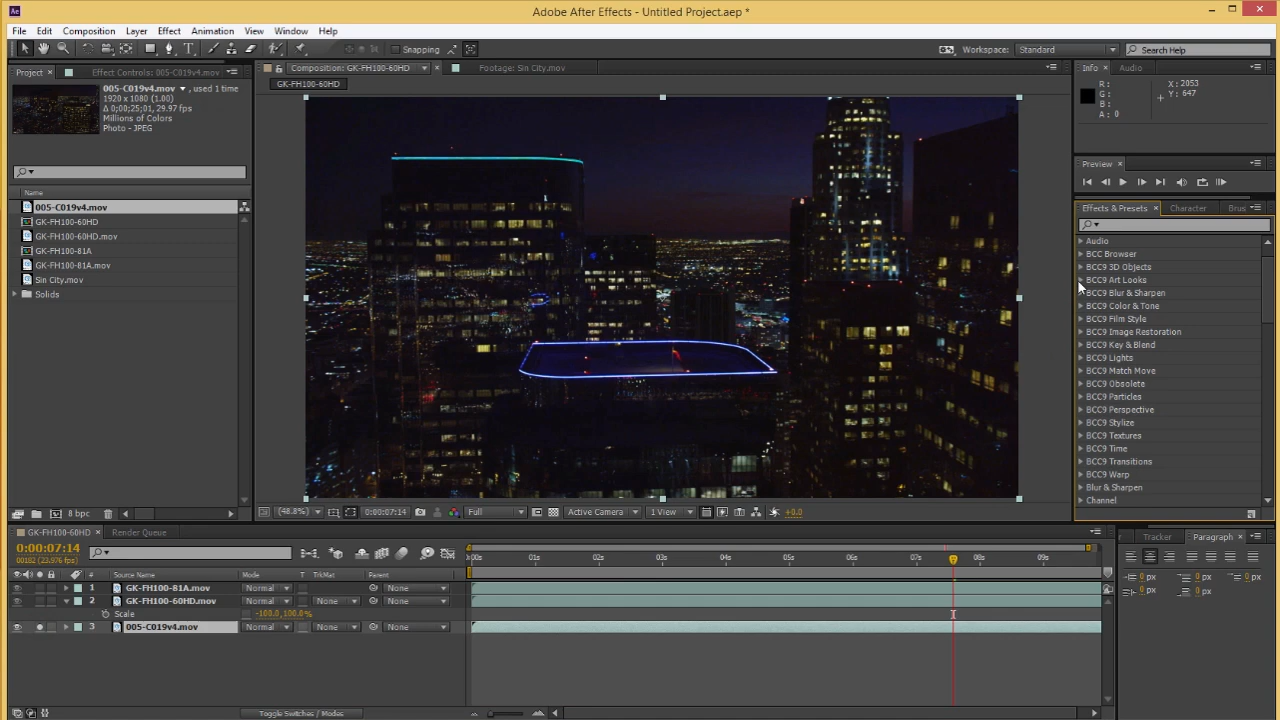 Ae
Adobe After Effects - Untitled Project.aep *
File Edit Composition Layer Effect Animation View Window Help
T Snapping Workspace: Standard Search Help
Project Effect Controls: 005-C019v4.mov
Composition: GK-FH100-60HD Footage: Sin City.mov
Info Audio
GK-FH100-60HD
005-C019v4.mov , used 1 time
1920 x 1080 (1.00)
Δ 0;00;25;01, 29.97 fps
Millions of Colors
Photo - JPEG
R:
G:
B:
A: 0
X: 2053
Y: 647
Preview
Name
005-C019v4.mov
GK-FH100-60HD
GK-FH100-60HD.mov
GK-FH100-81A
GK-FH100-81A.mov
Sin City.mov
Solids
Effects & Presets Character Brus
Audio
BCC Browser
BCC9 3D Objects
BCC9 Art Looks
BCC9 Blur & Sharpen
BCC9 Color & Tone
BCC9 Film Style
BCC9 Image Restoration
BCC9 Key & Blend
BCC9 Lights
BCC9 Match Move
BCC9 Obsolete
BCC9 Particles
BCC9 Perspective
BCC9 Stylize
BCC9 Textures
BCC9 Time
BCC9 Transitions
BCC9 Warp
Blur & Sharpen
Channel
8 bpc
(48.8%) 0:00:07:14 Full Active Camera 1 View +0.0
GK-FH100-60HD Render Queue
0:00:07:14
00182 (23.976 fps)
:00s 01s 02s 03s 04s 05s 06s 07s 08s 09s
# Source Name Mode T TrkMat Parent
1 GK-FH100-81A.mov Normal None
2 GK-FH100-60HD.mov Normal None None
Scale -100.0,100.0%
3 005-C019v4.mov Normal None None
Toggle Switches / Modes
Tracker Paragraph
0 px 0 px 0 px
0 px 0 px